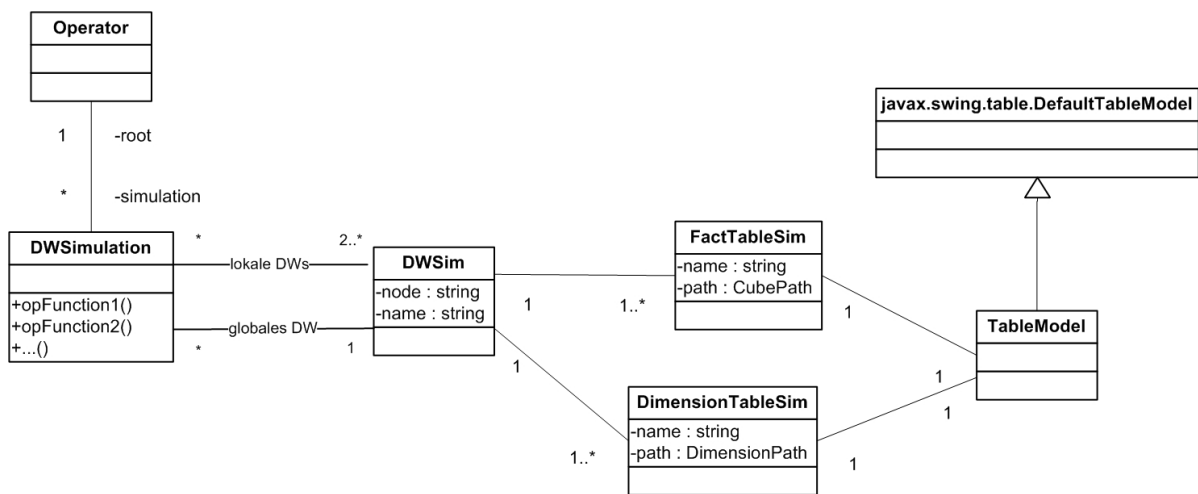 Operator
1
-root
*
-simulation
DWSimulation
+opFunction1()
+opFunction2()
+...()
*
lokale DWs
2..*
*
globales DW
1
DWSim
-node : string
-name : string
1
1..*
1
1..*
FactTableSim
-name : string
-path : CubePath
1
1
DimensionTableSim
-name : string
-path : DimensionPath
1
1
javax.swing.table.DefaultTableModel
TableModel